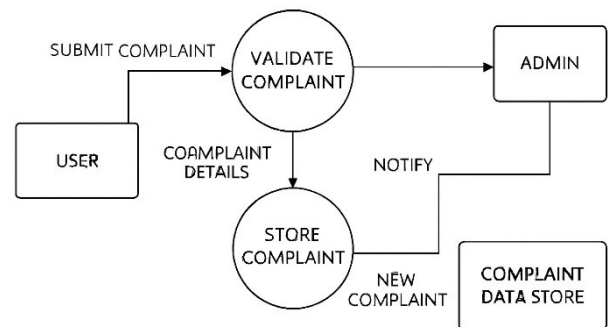 SUBMIT COMPLAINT
VALIDATE
COMPLAINT
ADMIN
USER
COAMPLAINT
DETAILS
NOTIFY
STORE
COMPLAINT
NEW
COMPLAINT
COMPLAINT
DATA STORE